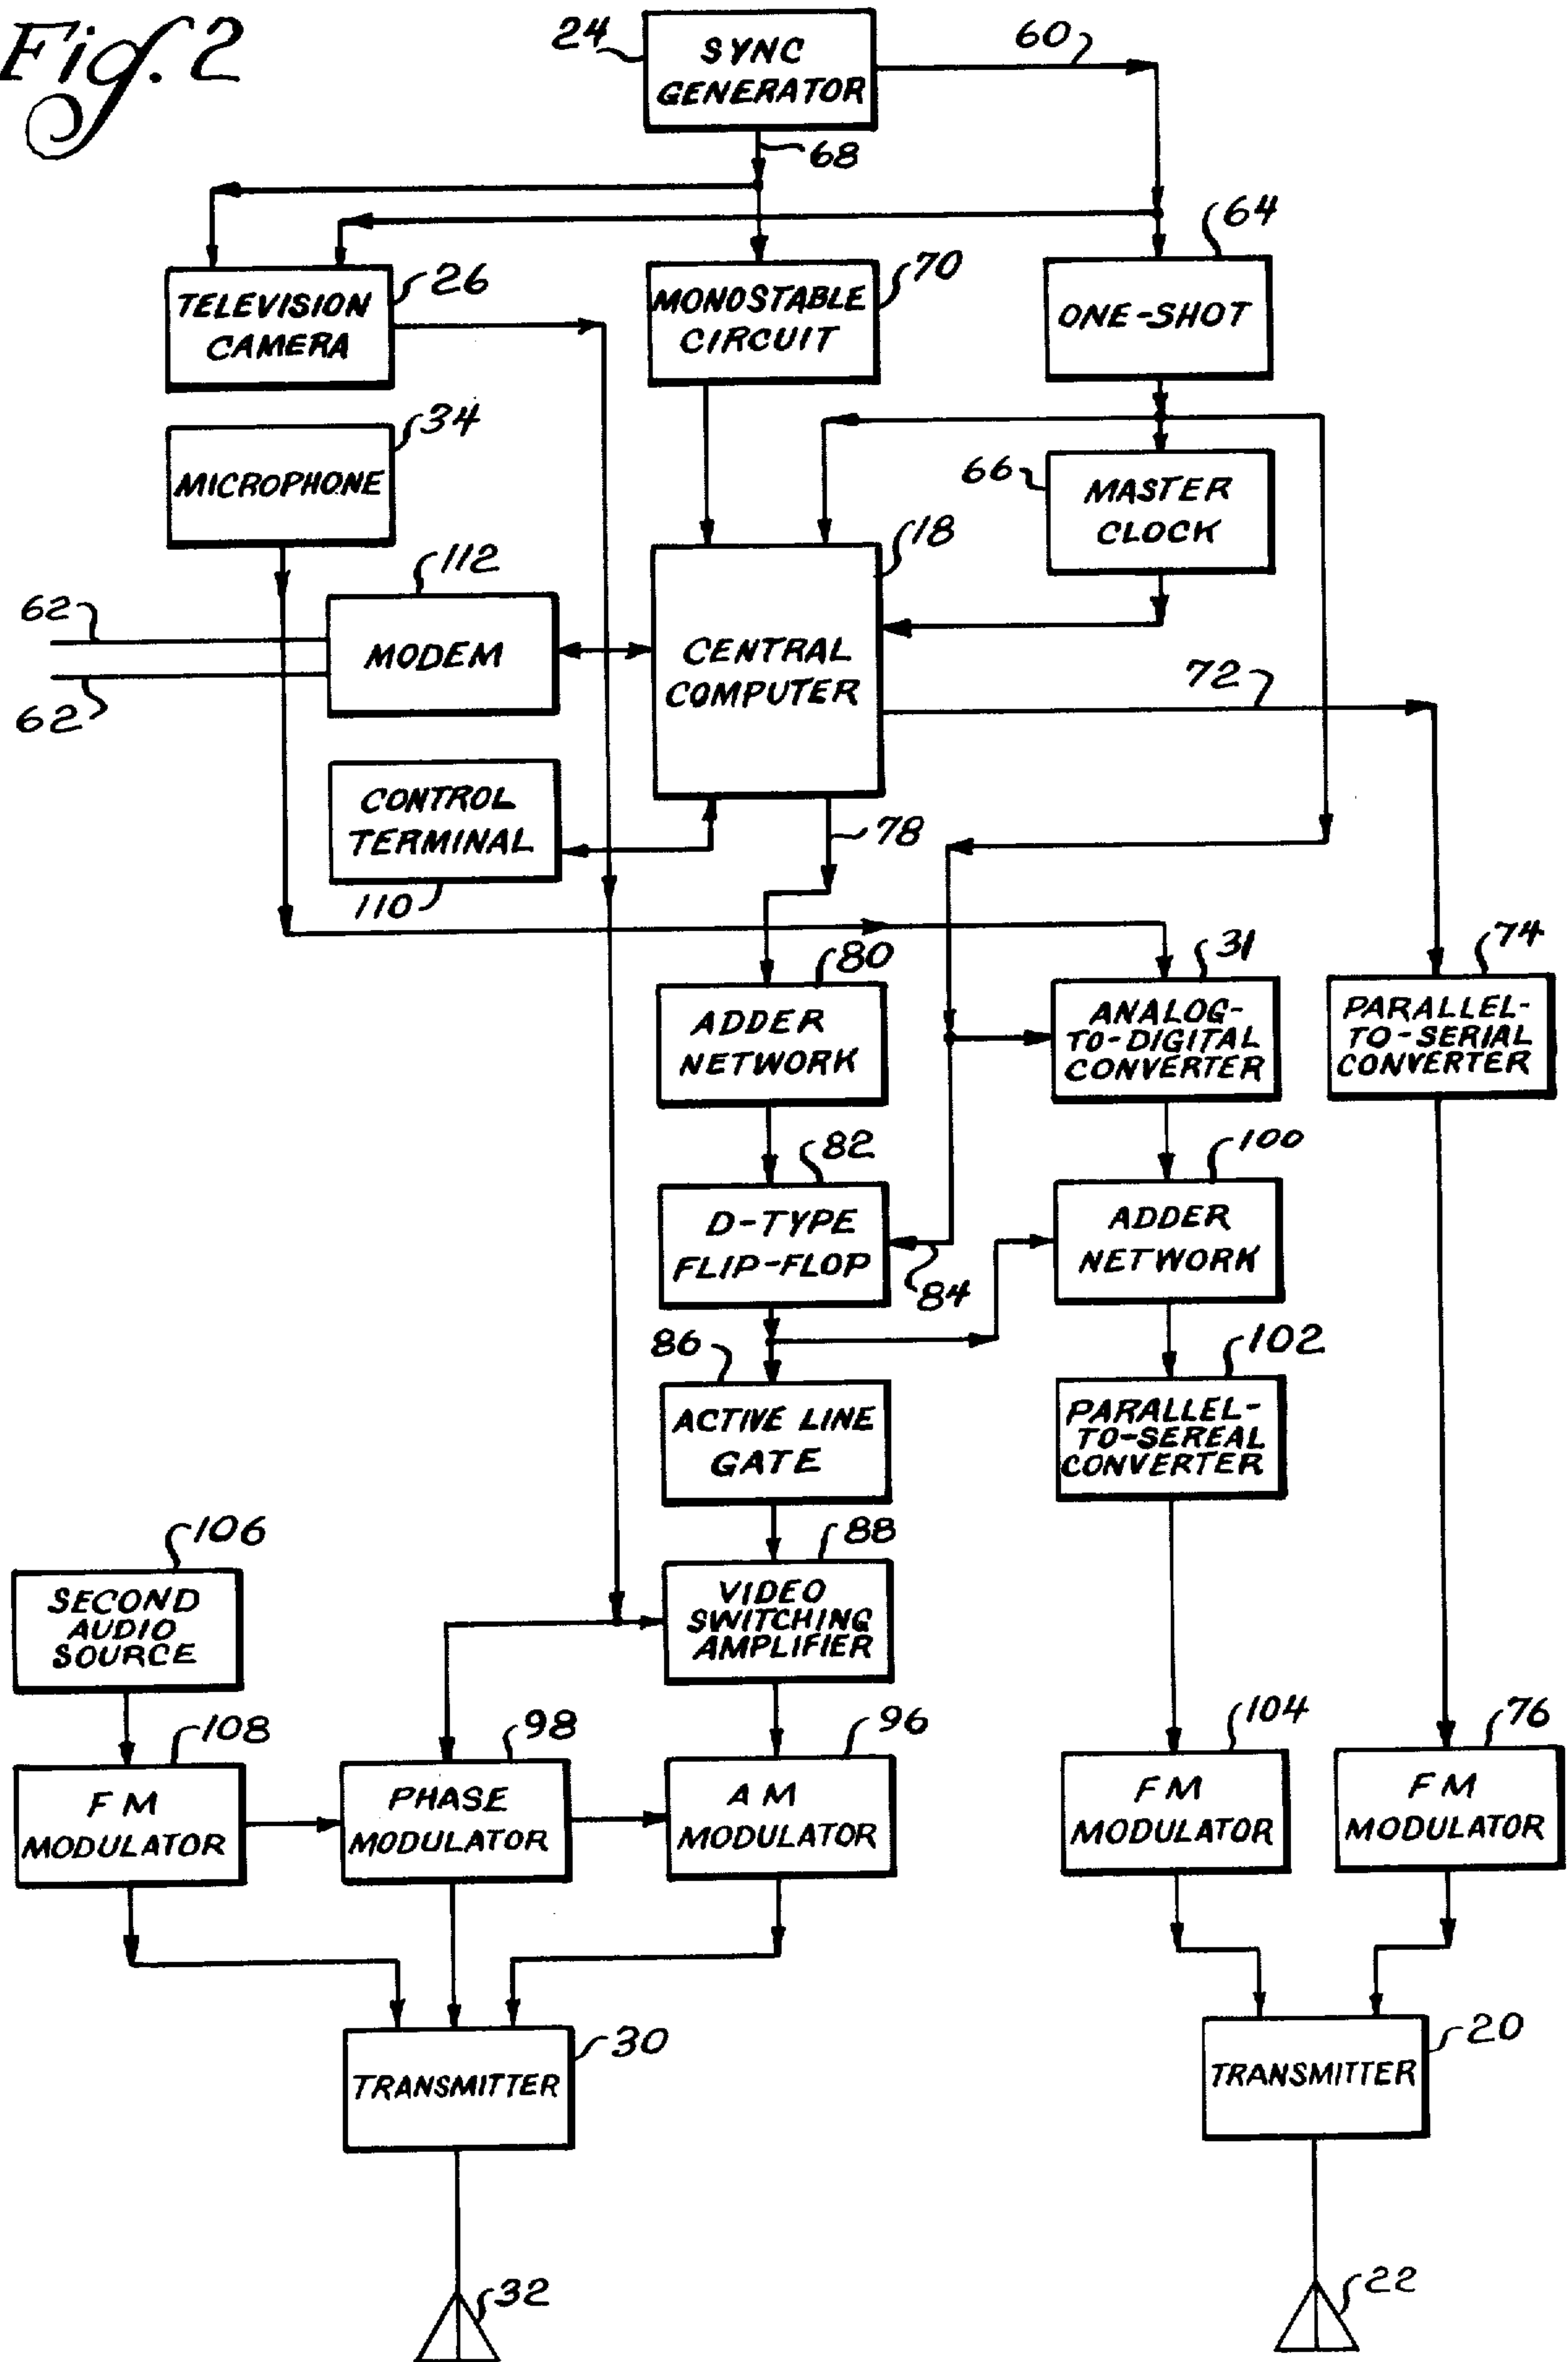 Fig. 2
24
SYNC
GENERATOR
60
68
64
26
TELEVISION
CAMERA
70
MONOSTABLE
CIRCUIT
ONE-SHOT
34
MICROPHONE
66
MASTER
CLOCK
18
112
62
MODEM
62
CENTRAL
COMPUTER
72
CONTROL
TERMINAL
110
78
80
ADDER
NETWORK
31
ANALOG-
TO-DIGITAL
CONVERTER
74
PARALLEL-
TO-SERIAL
CONVERTER
82
D-TYPE
FLIP-FLOP
84
100
ADDER
NETWORK
86
ACTIVE LINE
GATE
102
PARALLEL-
TO-SEREAL
CONVERTER
106
SECOND
AUDIO
SOURCE
88
VIDEO
SWITCHING
AMPLIFIER
108
FM
MODULATOR
98
PHASE
MODULATOR
96
AM
MODULATOR
104
FM
MODULATOR
76
FM
MODULATOR
30
TRANSMITTER
20
TRANSMITTER
32
22